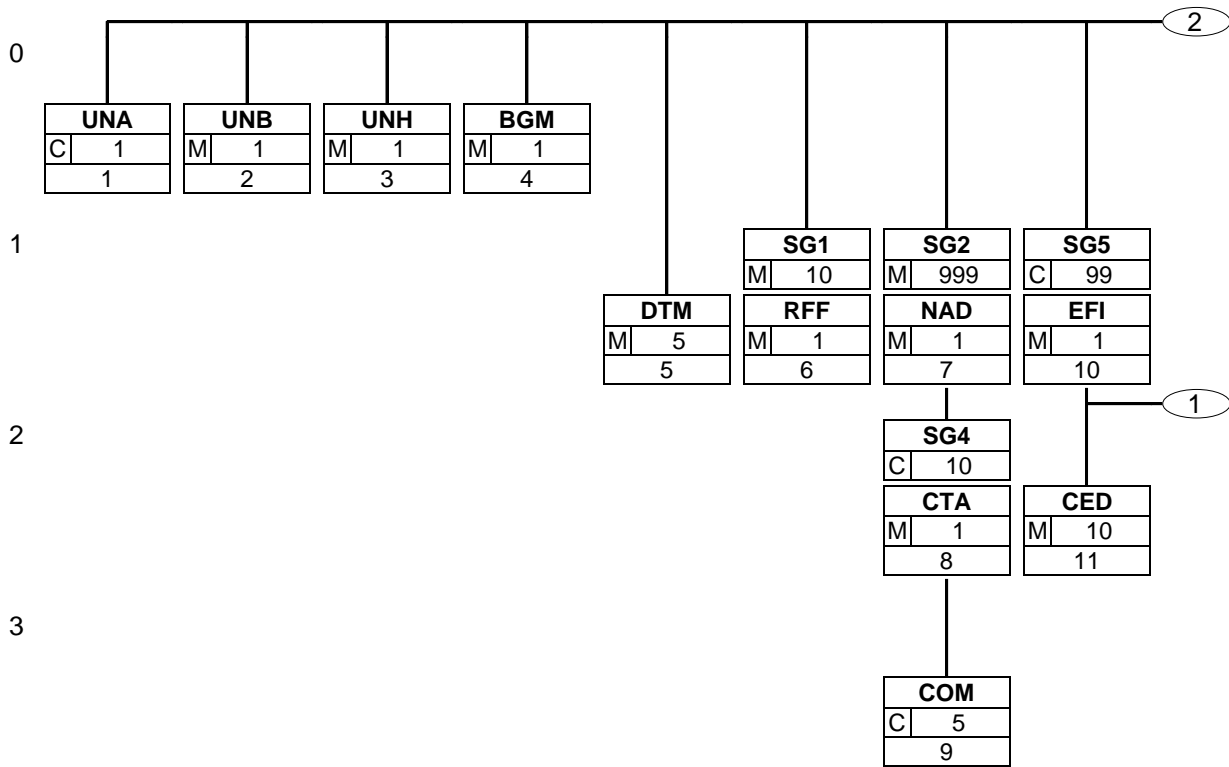 2
0
UNA UNB UNH BGM
C 1 M 1 M 1 M 1
1 2 3 4
1
SG1 SG2 SG5
M 10 M 999 C 99
DTM RFF NAD EFI
M 5 M 1 M 1 M 1
5 6 7 10
1
2
SG4
C 10
CTA CED
M 1 M 10
8 11
3
COM
C 5
9